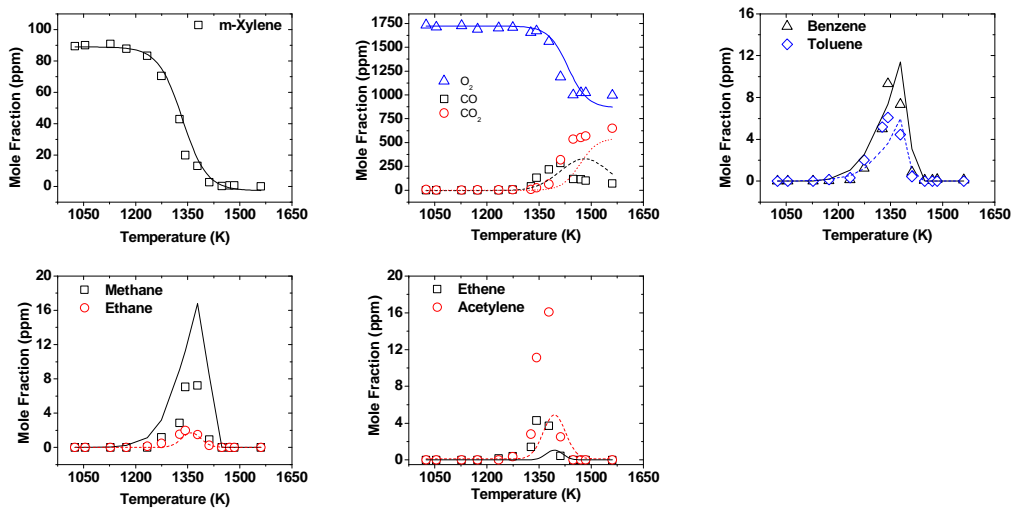 m-Xylene
Mole Fraction (ppm)
100
80
60
40
20
0
1050 1200 1350 1500 1650
Temperature (K)
O2
CO
CO2
Mole Fraction (ppm)
1750
1500
1250
1000
750
500
250
0
1050 1200 1350 1500 1650
Temperature (K)
Benzene
Toluene
Mole Fraction (ppm)
16
12
8
4
0
1050 1200 1350 1500 1650
Temperature (K)
Methane
Ethane
Mole Fraction (ppm)
20
16
12
8
4
0
1050 1200 1350 1500 1650
Temperature (K)
Ethene
Acetylene
Mole Fraction (ppm)
20
16
12
8
4
0
1050 1200 1350 1500 1650
Temperature (K)